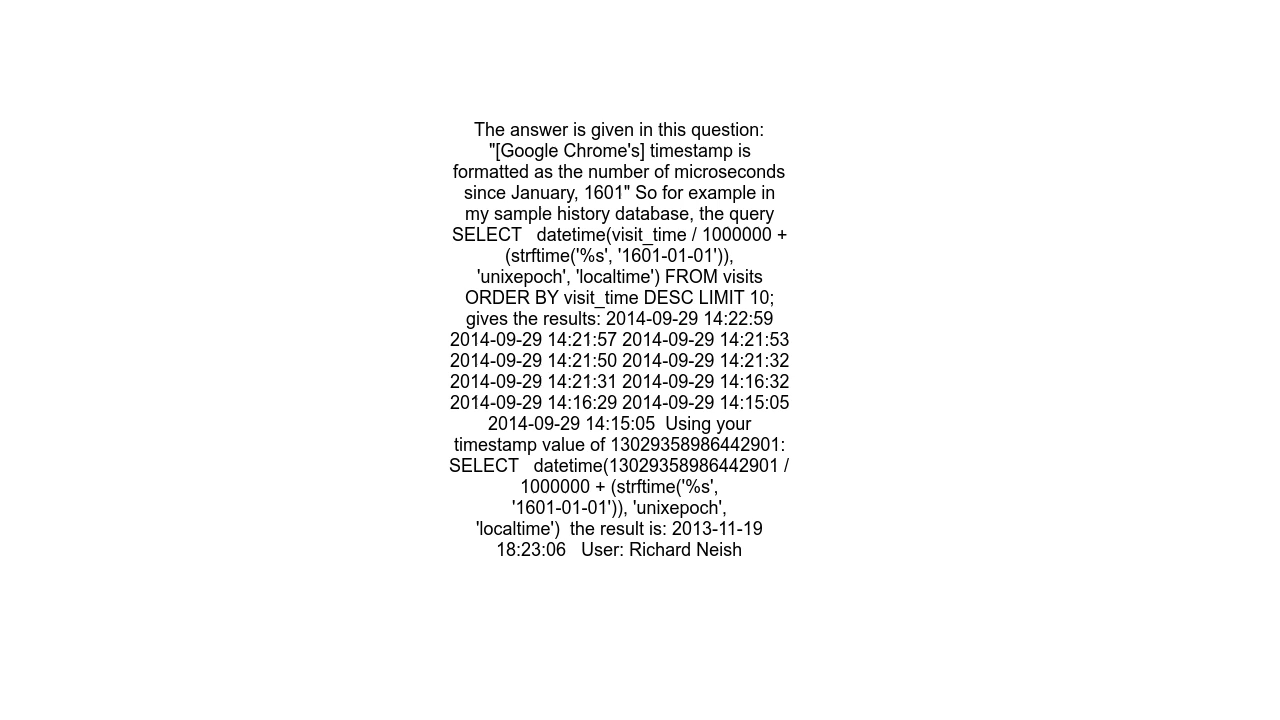 The answer is given in this question:
"[Google Chrome's] timestamp is
formatted as the number of microseconds
since January, 1601" So for example in
my sample history database, the query
SELECT   datetime(visit_time / 1000000 +
(strftime('%s', '1601-01-01')),
'unixepoch', 'localtime') FROM visits
ORDER BY visit_time DESC LIMIT 10;
gives the results: 2014-09-29 14:22:59
2014-09-29 14:21:57 2014-09-29 14:21:53
2014-09-29 14:21:50 2014-09-29 14:21:32
2014-09-29 14:21:31 2014-09-29 14:16:32
2014-09-29 14:16:29 2014-09-29 14:15:05
2014-09-29 14:15:05  Using your
timestamp value of 13029358986442901:
SELECT   datetime(13029358986442901 /
1000000 + (strftime('%s',
'1601-01-01')), 'unixepoch',
'localtime')  the result is: 2013-11-19
18:23:06   User: Richard Neish